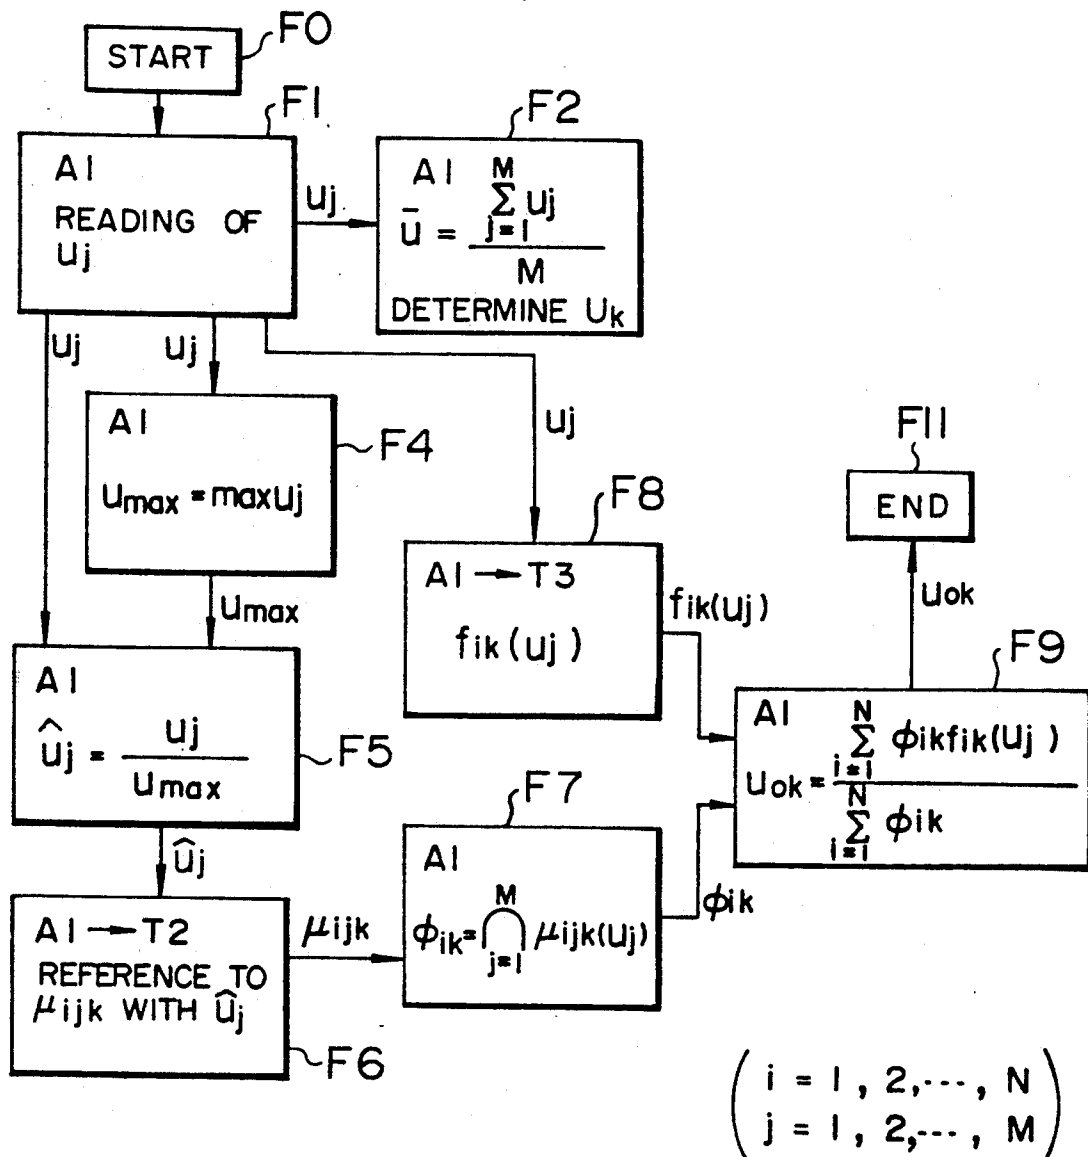 START
F0
F1
A1
READING OF
uj
uj
F2
A1
ū = M Σ j=1 uj / M
DETERMINE Uk
uj
uj
uj
F4
A1
umax = max uj
umax
F5
A1
ûj = uj / umax
ûj
F6
A1 → T2
REFERENCE TO
μijk WITH ûj
μijk
F7
A1
ϕik = M ∩ j=1 μijk(uj)
ϕik
F8
A1 → T3
fik(uj)
fik(uj)
F9
A1
uok = N Σ i=1 ϕikfik(uj) / N Σ i=1 ϕik
uok
F11
END
( i = 1, 2,---, N
j = 1, 2,---, M )